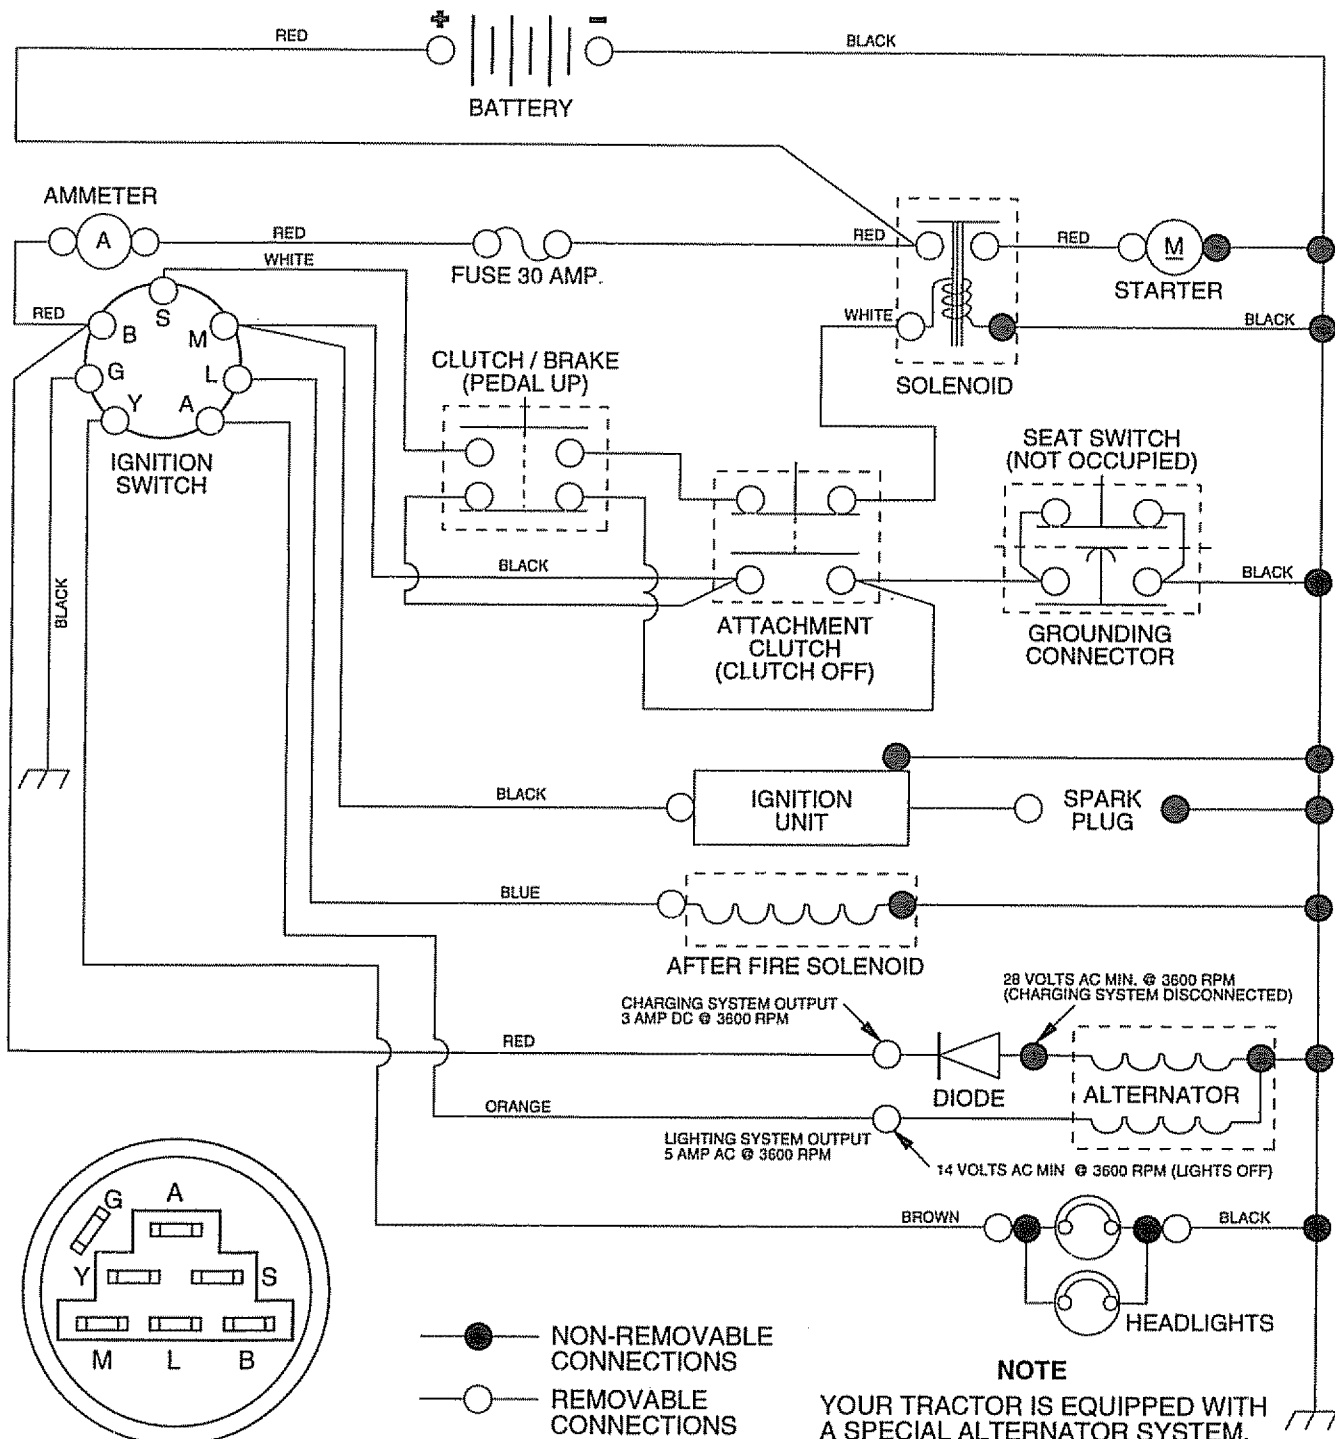 +
-
RED
BLACK
BATTERY
AMMETER
A
RED
FUSE 30 AMP.
RED
RED
M
STARTER
WHITE
RED
S
B
M
G
L
Y
A
IGNITION
SWITCH
WHITE
BLACK
SOLENOID
CLUTCH / BRAKE
(PEDAL UP)
SEAT SWITCH
(NOT OCCUPIED)
BLACK
BLACK
BLACK
ATTACHMENT
CLUTCH
(CLUTCH OFF)
GROUNDING
CONNECTOR
BLACK
IGNITION
UNIT
SPARK
PLUG
BLUE
AFTER FIRE SOLENOID
CHARGING SYSTEM OUTPUT
3 AMP DC @ 3600 RPM
28 VOLTS AC MIN. @ 3600 RPM
(CHARGING SYSTEM DISCONNECTED)
RED
DIODE
ALTERNATOR
ORANGE
LIGHTING SYSTEM OUTPUT
5 AMP AC @ 3600 RPM
14 VOLTS AC MIN @ 3600 RPM (LIGHTS OFF)
BROWN
BLACK
HEADLIGHTS
G
A
Y
S
M
L
B
NON-REMOVABLE
CONNECTIONS
REMOVABLE
CONNECTIONS
NOTE
YOUR TRACTOR IS EQUIPPED WITH
A SPECIAL ALTERNATOR SYSTEM.